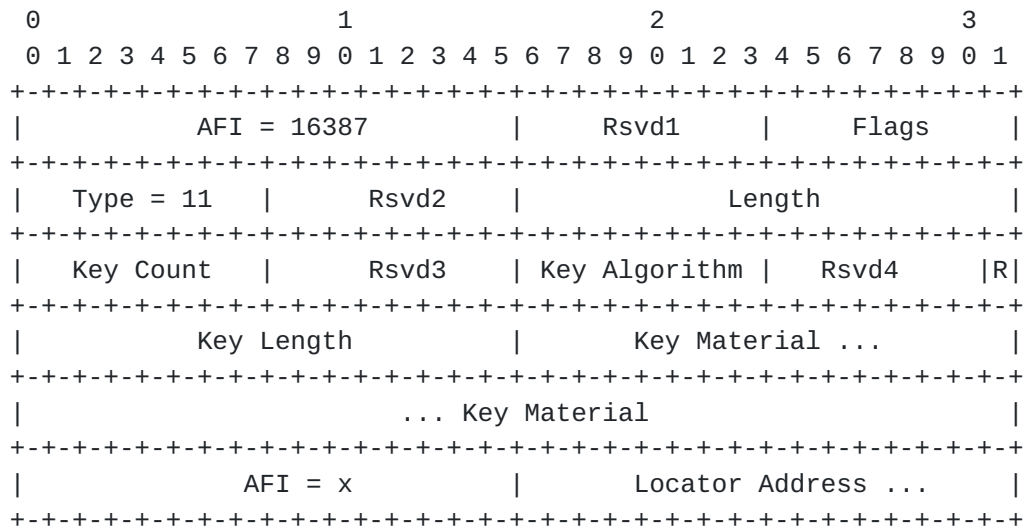 0                   1                   2                   3
 0 1 2 3 4 5 6 7 8 9 0 1 2 3 4 5 6 7 8 9 0 1 2 3 4 5 6 7 8 9 0 1
+-+-+-+-+-+-+-+-+-+-+-+-+-+-+-+-+-+-+-+-+-+-+-+-+-+-+-+-+-+-+-+-+
|           AFI = 16387         |     Rsvd1     |     Flags     |
+-+-+-+-+-+-+-+-+-+-+-+-+-+-+-+-+-+-+-+-+-+-+-+-+-+-+-+-+-+-+-+-+
|   Type = 11   |      Rsvd2    |             Length            |
+-+-+-+-+-+-+-+-+-+-+-+-+-+-+-+-+-+-+-+-+-+-+-+-+-+-+-+-+-+-+-+-+
|   Key Count   |      Rsvd3    | Key Algorithm |   Rsvd4     |R|
+-+-+-+-+-+-+-+-+-+-+-+-+-+-+-+-+-+-+-+-+-+-+-+-+-+-+-+-+-+-+-+-+
|           Key Length          |       Key Material ...        |
+-+-+-+-+-+-+-+-+-+-+-+-+-+-+-+-+-+-+-+-+-+-+-+-+-+-+-+-+-+-+-+-+
|                        ... Key Material                       |
+-+-+-+-+-+-+-+-+-+-+-+-+-+-+-+-+-+-+-+-+-+-+-+-+-+-+-+-+-+-+-+-+
|              AFI = x          |       Locator Address ...     |
+-+-+-+-+-+-+-+-+-+-+-+-+-+-+-+-+-+-+-+-+-+-+-+-+-+-+-+-+-+-+-+-+